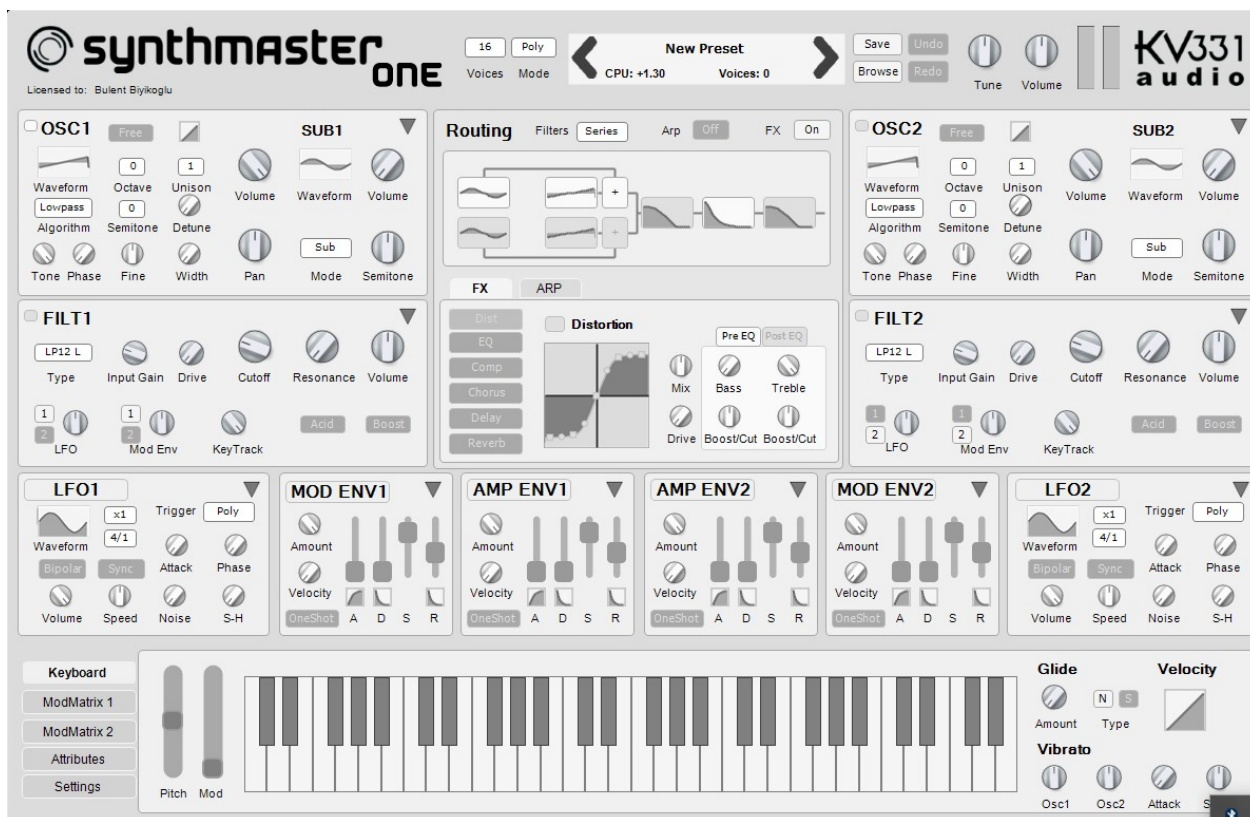 synthmaster one
16 Poly
Voices Mode
New Preset
CPU: +1.30 Voices: 0
Save Undo
Browse Redo
Tune Volume
KV331
audio
Licensed to: Bulent Biyikoglu
OSC1 Free SUB1
0 1
Waveform Octave Unison Volume Waveform Volume
Lowpass 0
Algorithm Semitone Detune
Sub
Tone Phase Fine Width Pan Mode Semitone
Routing Filters Series Arp Off FX On
+
+
OSC2 Free SUB2
0 1
Waveform Octave Unison Volume Waveform Volume
Lowpass 0
Algorithm Semitone Detune
Sub
Tone Phase Fine Width Pan Mode Semitone
FILT1
LP12 L
Type Input Gain Drive Cutoff Resonance Volume
1 1
2 2
Acid Boost
LFO Mod Env KeyTrack
FX ARP
Dist
EQ
Comp
Chorus
Delay
Reverb
Distortion
Pre EQ Post EQ
Mix Bass Treble
Drive Boost/Cut Boost/Cut
FILT2
LP12 L
Type Input Gain Drive Cutoff Resonance Volume
1 1
2 2
Acid Boost
LFO Mod Env KeyTrack
LFO1
x1 Trigger Poly
4/1
Waveform
Bipolar Sync Attack Phase
Volume Speed Noise S-H
MOD ENV1
Amount
Velocity
OneShot A D S R
AMP ENV1
Amount
Velocity
OneShot A D S R
AMP ENV2
Amount
Velocity
OneShot A D S R
MOD ENV2
Amount
Velocity
OneShot A D S R
LFO2
x1 Trigger Poly
4/1
Waveform
Bipolar Sync Attack Phase
Volume Speed Noise S-H
Keyboard
ModMatrix 1
ModMatrix 2
Attributes
Settings
Pitch Mod
Glide Velocity
N S
Amount Type
Vibrato
Osc1 Osc2 Attack